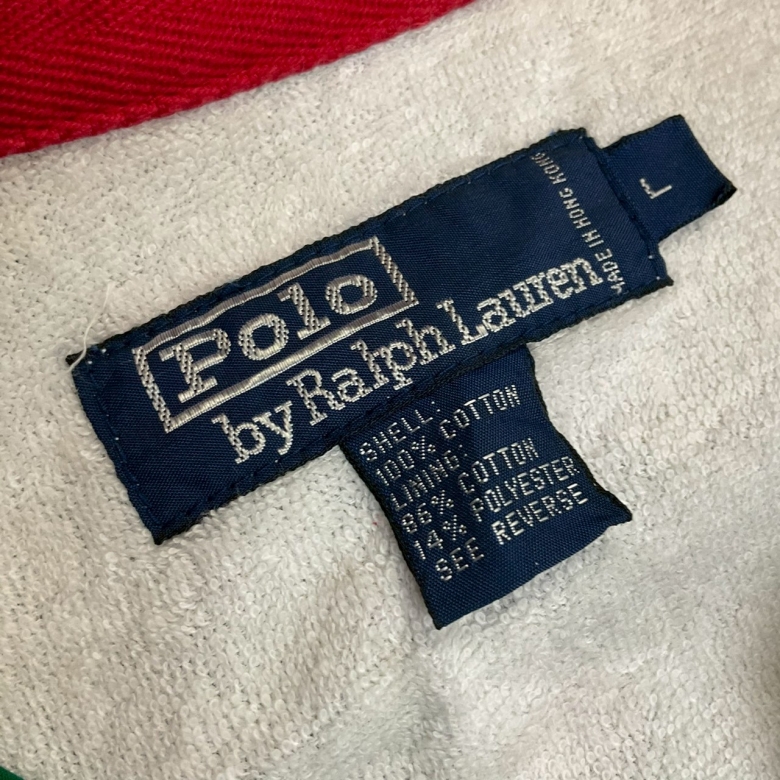 Polo
by Ralph Lauren
MADE IN HONG KONG
L
SHELL:
100% COTTON
LINING:
86% COTTON
14% POLYESTER
SEE REVERSE